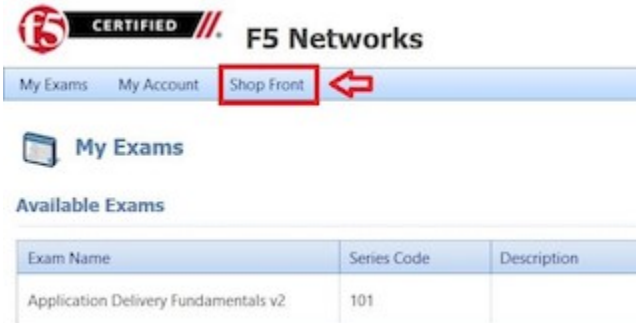 f5 CERTIFIED F5 Networks
My Exams My Account Shop Front
My Exams
Available Exams
Exam Name Series Code Description
Application Delivery Fundamentals v2 101